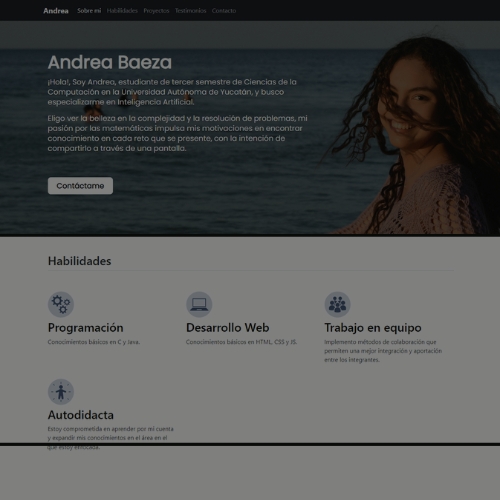 Andrea Sobre mí Habilidades Proyectos Testimonios Contacto
Andrea Baeza
¡Hola!, Soy Andrea, estudiante de tercer semestre de Ciencias de la
Computación en la Universidad Autónoma de Yucatán, y busco
especializarme en Inteligencia Artificial.
Eligo ver la belleza en la complejidad y la resolución de problemas, mi
pasión por las matemáticas impulsa mis motivaciones en encontrar
conocimiento en cada reto que se presente, con la intención de
compartirlo a través de una pantalla.
Contáctame
Habilidades
Programación
Conocimientos básicos en C y Java.
Desarrollo Web
Conocimientos básicos en HTML, CSS y JS.
Trabajo en equipo
Implemento métodos de colaboración que
permiten una mejor integración y aportación
entre los integrantes.
Autodidacta
Estoy comprometida en aprender por mi cuenta
y expandir mis conocimientos en el área en el
que estoy enfocada.